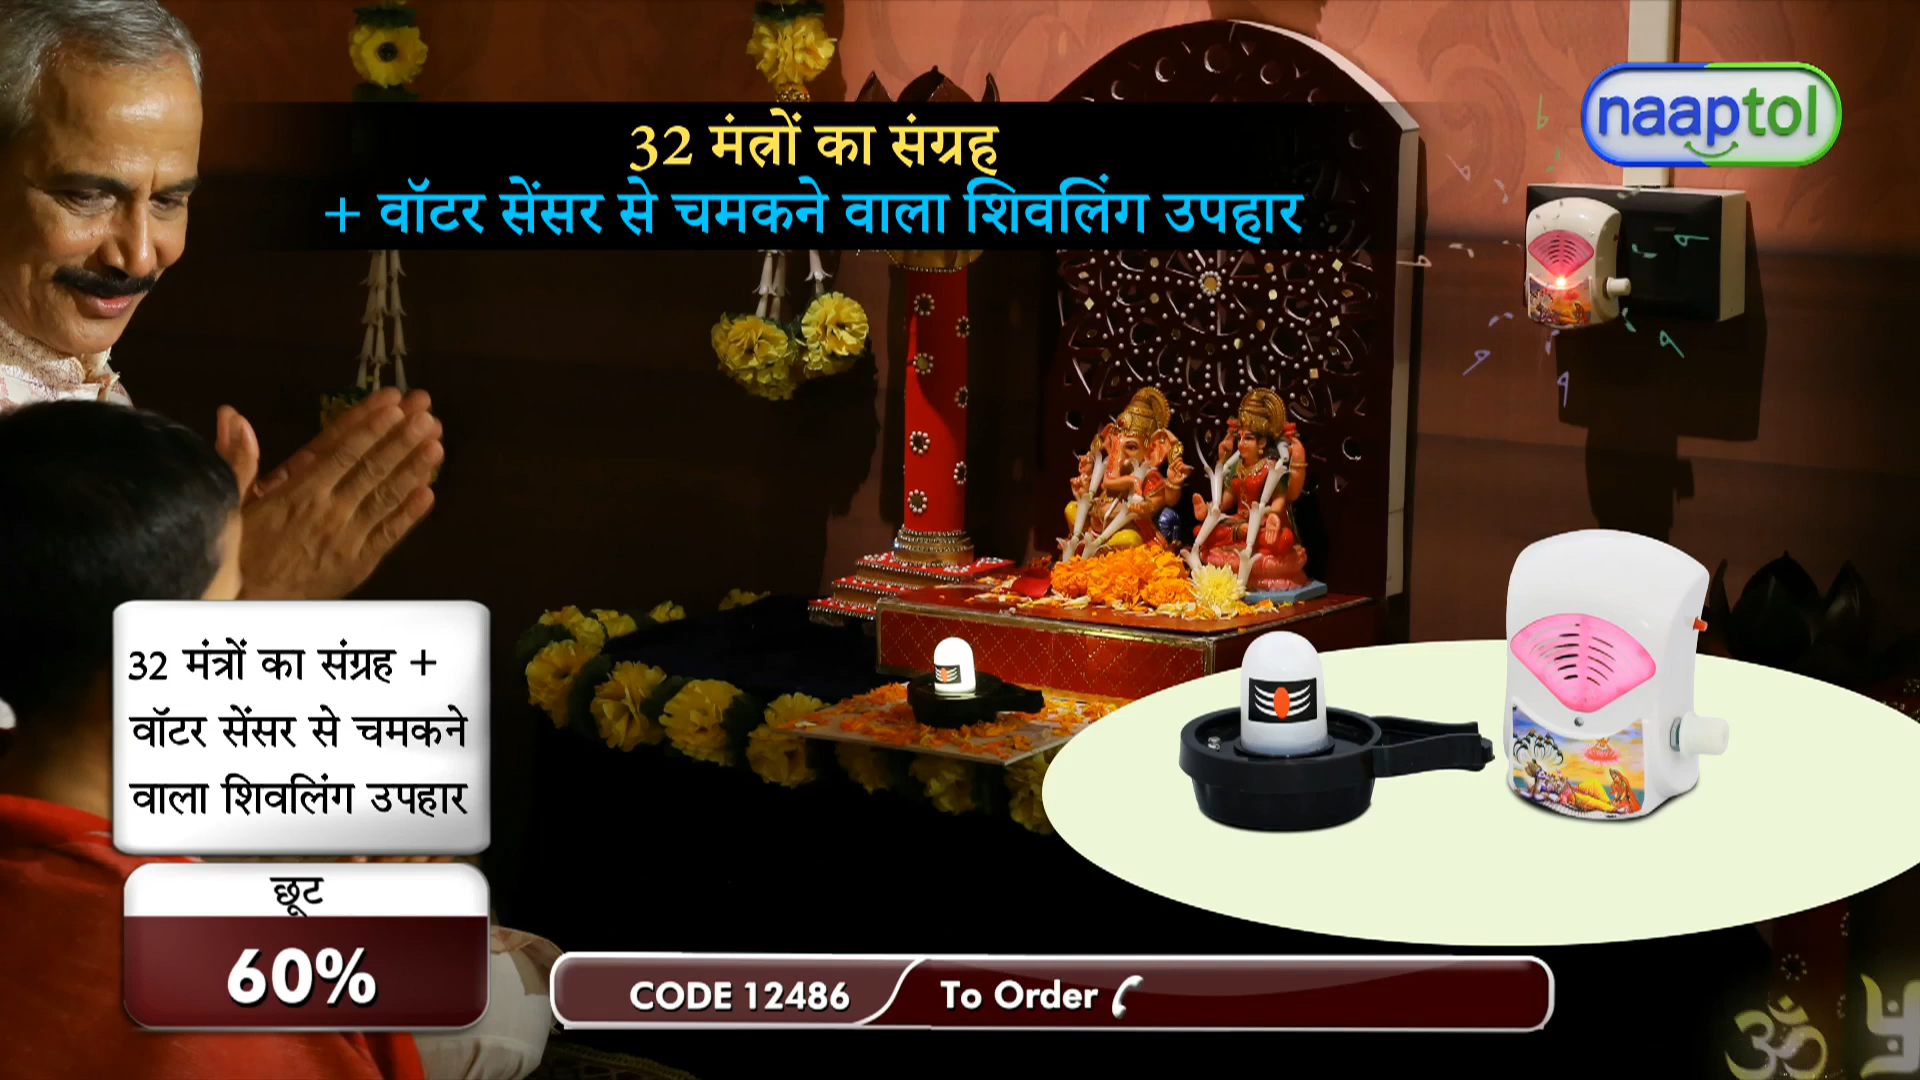 32 मंत्रों का संग्रह
+ वॉटर सेंसर से चमकने वाला शिवलिंग उपहार
naaptol
32 मंत्रों का संग्रह +
वॉटर सेंसर से चमकने
वाला शिवलिंग उपहार
छूट
60%
CODE 12486 To Order
ॐ